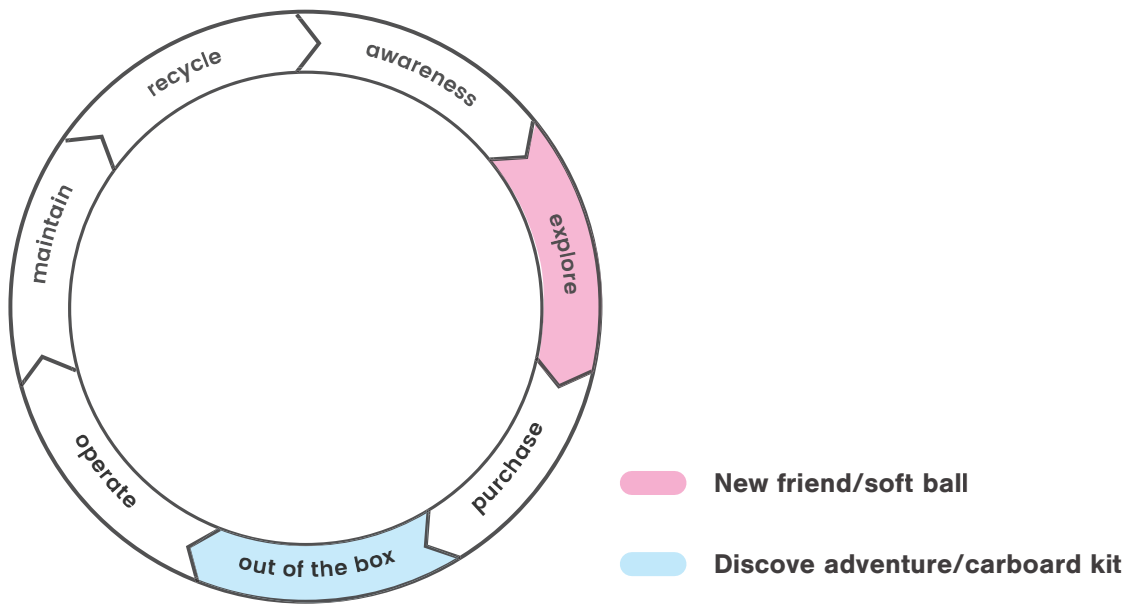 awareness
explore
purchase
out of the box
operate
maintain
recycle
New friend/soft ball
Discove adventure/carboard kit